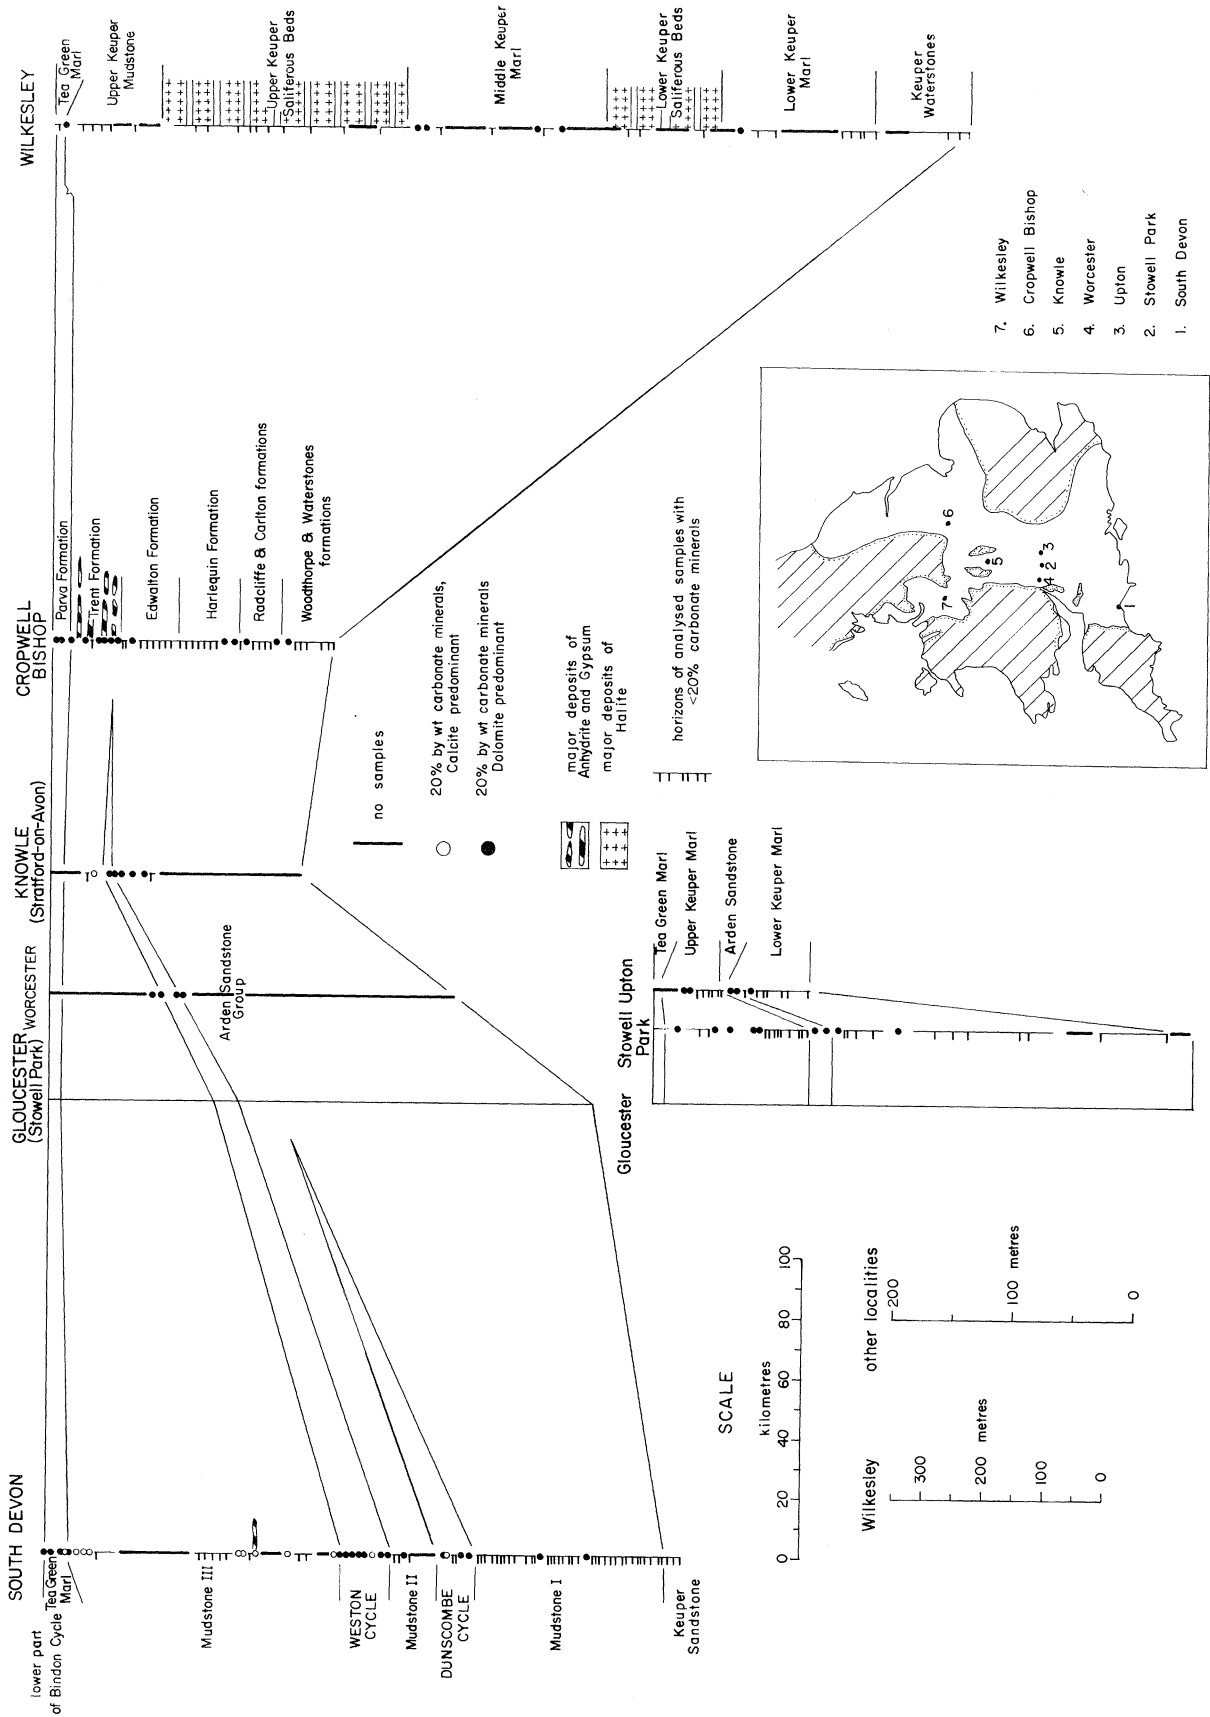 SOUTH DEVON
GLOUCESTER
(Stowell Park)
WORCESTER
KNOWLE
(Stratford-on-Avon)
CROPWELL
BISHOP
WILKESLEY
lower part
of Bindon Cycle
Tea Green
Marl
Mudstone III
WESTON
CYCLE
Mudstone II
DUNSCOMBE
CYCLE
Mudstone I
Keuper
Sandstone
Arden Sandstone
Group
Parva Formation
Trent Formation
Edwalton Formation
Harlequin Formation
Radcliffe & Carlton formations
Woodthorpe & Waterstones
formations
Tea Green
Marl
Upper Keuper
Mudstone
Upper Keuper
Saliferous Beds
Middle Keuper
Marl
Lower Keuper
Saliferous Beds
Lower Keuper
Marl
Keuper
Waterstones
no samples
20% by wt carbonate minerals,
Calcite predominant
20% by wt carbonate minerals
Dolomite predominant
major deposits of
Anhydrite and Gypsum
major deposits of
Halite
horizons of analysed samples with
<20% carbonate minerals
Gloucester
Stowell
Park
Upton
Tea Green Marl
Upper Keuper Marl
Arden Sandstone
Lower Keuper Marl
SCALE
kilometres
0 20 40 60 80 100
Wilkesley
300
200 metres
100
0
other localities
200
100 metres
0
7. Wilkesley
6. Cropwell Bishop
5. Knowle
4. Worcester
3. Upton
2. Stowell Park
1. South Devon
7
6
5
4
2
3
1